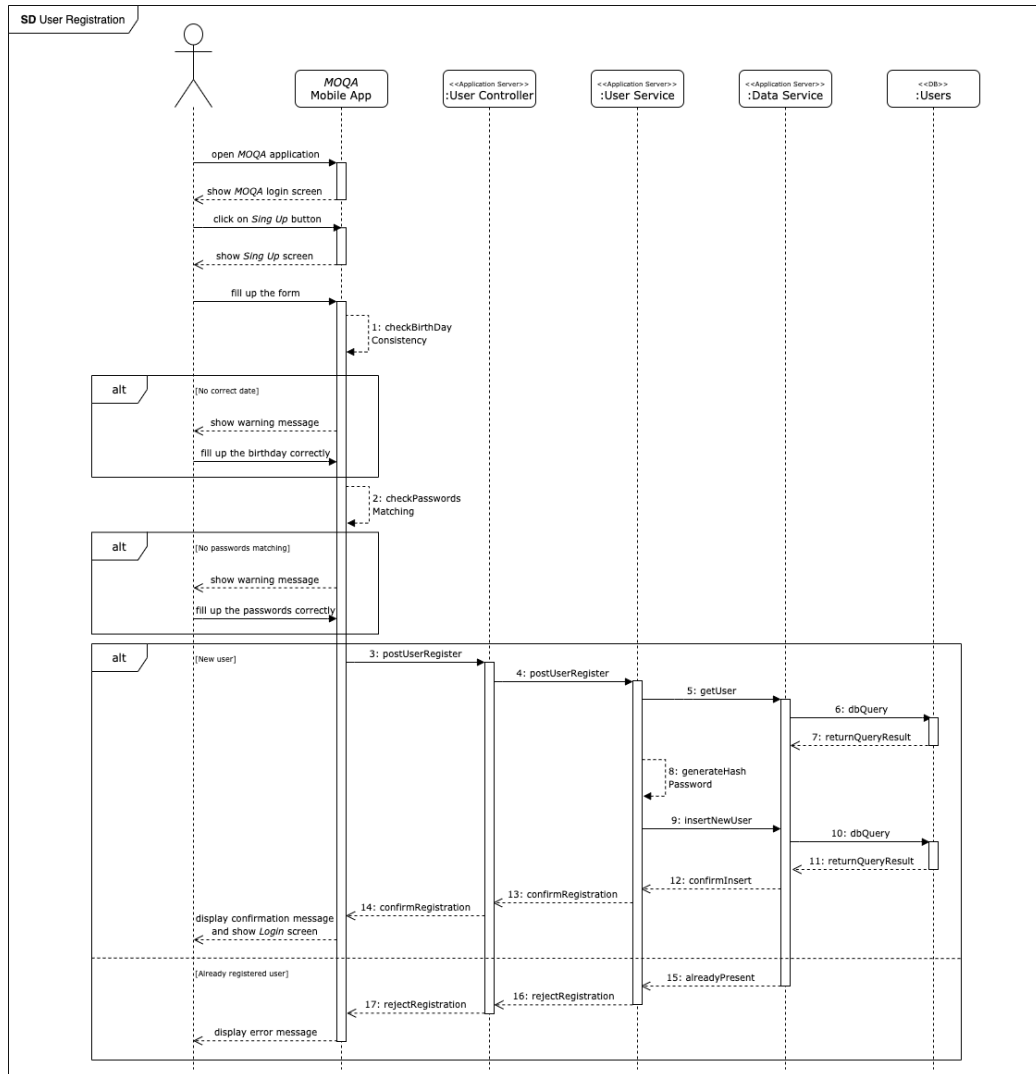 SD User Registration
MOQA
Mobile App
<<Application Server>>
:User Controller
<<Application Server>>
:User Service
<<Application Server>>
:Data Service
<<DB>>
:Users
open MOQA application
show MOQA login screen
click on Sing Up button
show Sing Up screen
fill up the form
1: checkBirthDay
Consistency
alt
[No correct date]
show warning message
fill up the birthday correctly
2: checkPasswords
Matching
alt
[No passwords matching]
show warning message
fill up the passwords correctly
alt
[New user]
3: postUserRegister
4: postUserRegister
5: getUser
6: dbQuery
7: returnQueryResult
8: generateHash
Password
9: insertNewUser
10: dbQuery
11: returnQueryResult
12: confirmInsert
13: confirmRegistration
14: confirmRegistration
display confirmation message
and show Login screen
[Already registered user]
15: alreadyPresent
16: rejectRegistration
17: rejectRegistration
display error message